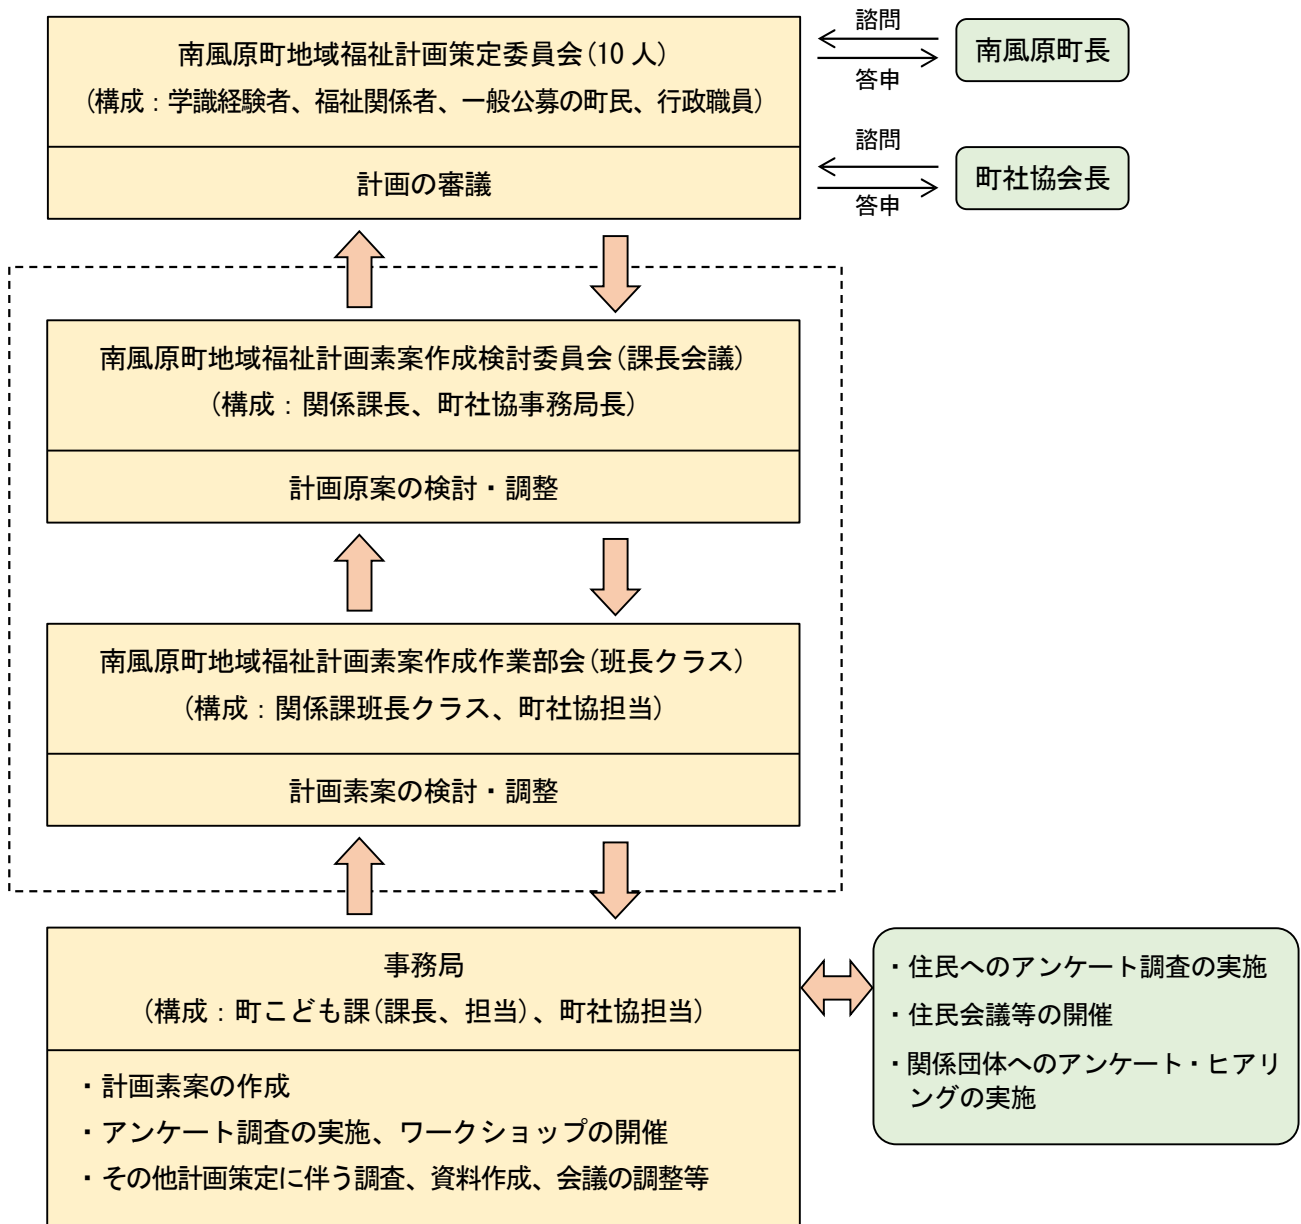 南風原町地域福祉計画策定委員会(10 人)
(構成：学識経験者、福祉関係者、一般公募の町民、行政職員)
計画の審議
諮問
答申
南風原町長
諮問
答申
町社協会長
南風原町地域福祉計画素案作成検討委員会(課長会議)
(構成：関係課長、町社協事務局長)
計画原案の検討・調整
南風原町地域福祉計画素案作成作業部会(班長クラス)
(構成：関係課班長クラス、町社協担当)
計画素案の検討・調整
事務局
(構成：町こども課(課長、担当)、町社協担当)
・計画素案の作成
・アンケート調査の実施、ワークショップの開催
・その他計画策定に伴う調査、資料作成、会議の調整等
・住民へのアンケート調査の実施
・住民会議等の開催
・関係団体へのアンケート・ヒアリ
ングの実施